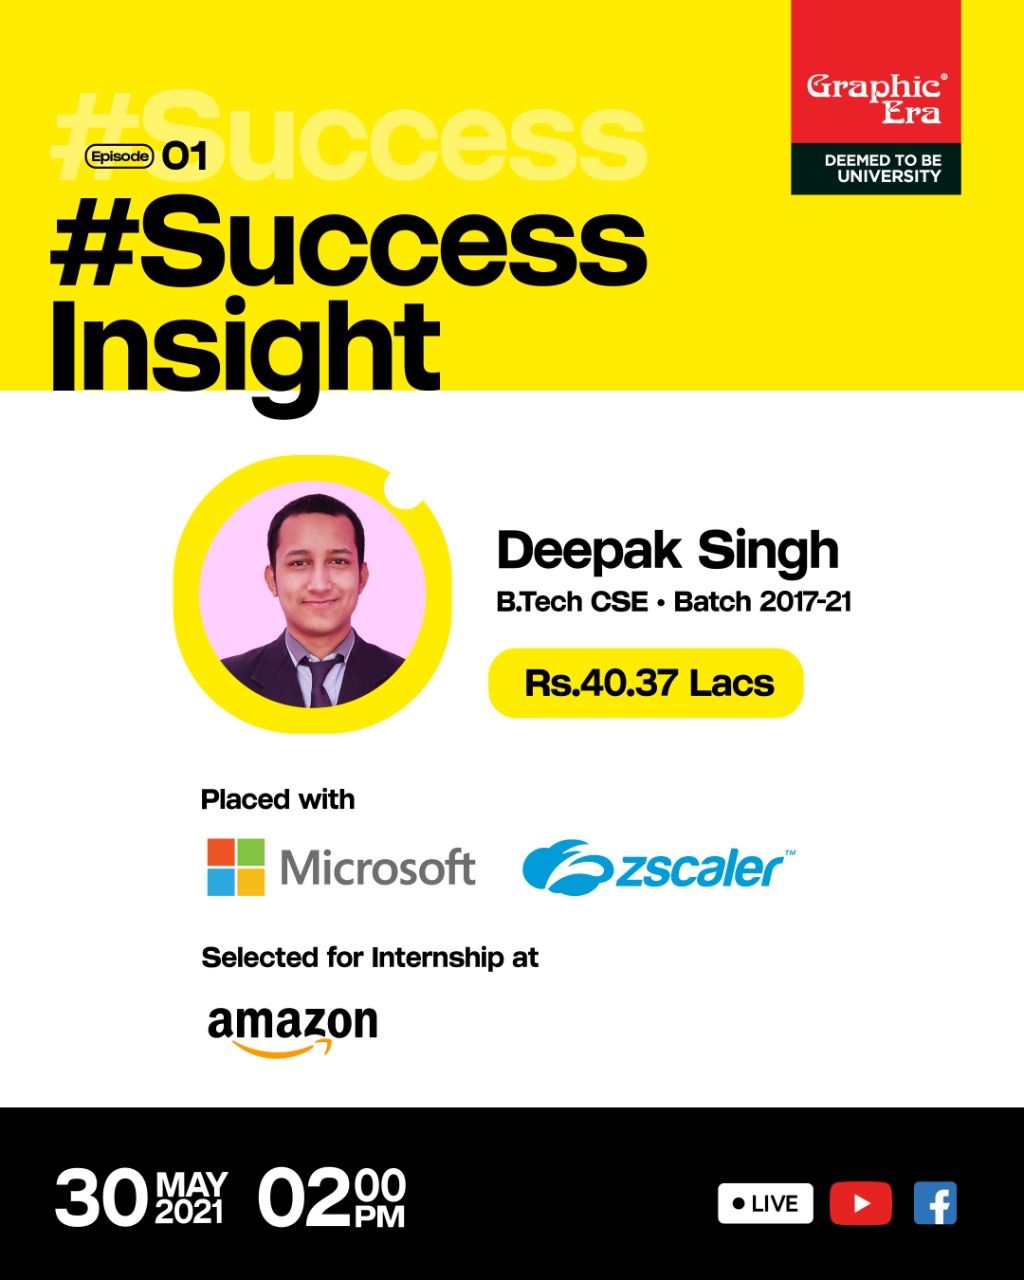 Graphic
Era
DEEMED TO BE
UNIVERSITY
#Success
Episode 01
#Success
Insight
Deepak Singh
B.Tech CSE • Batch 2017-21
Rs.40.37 Lacs
Placed with
Microsoft
zscaler™
Selected for Internship at
amazon
30 MAY 2021 02 00 PM
• LIVE